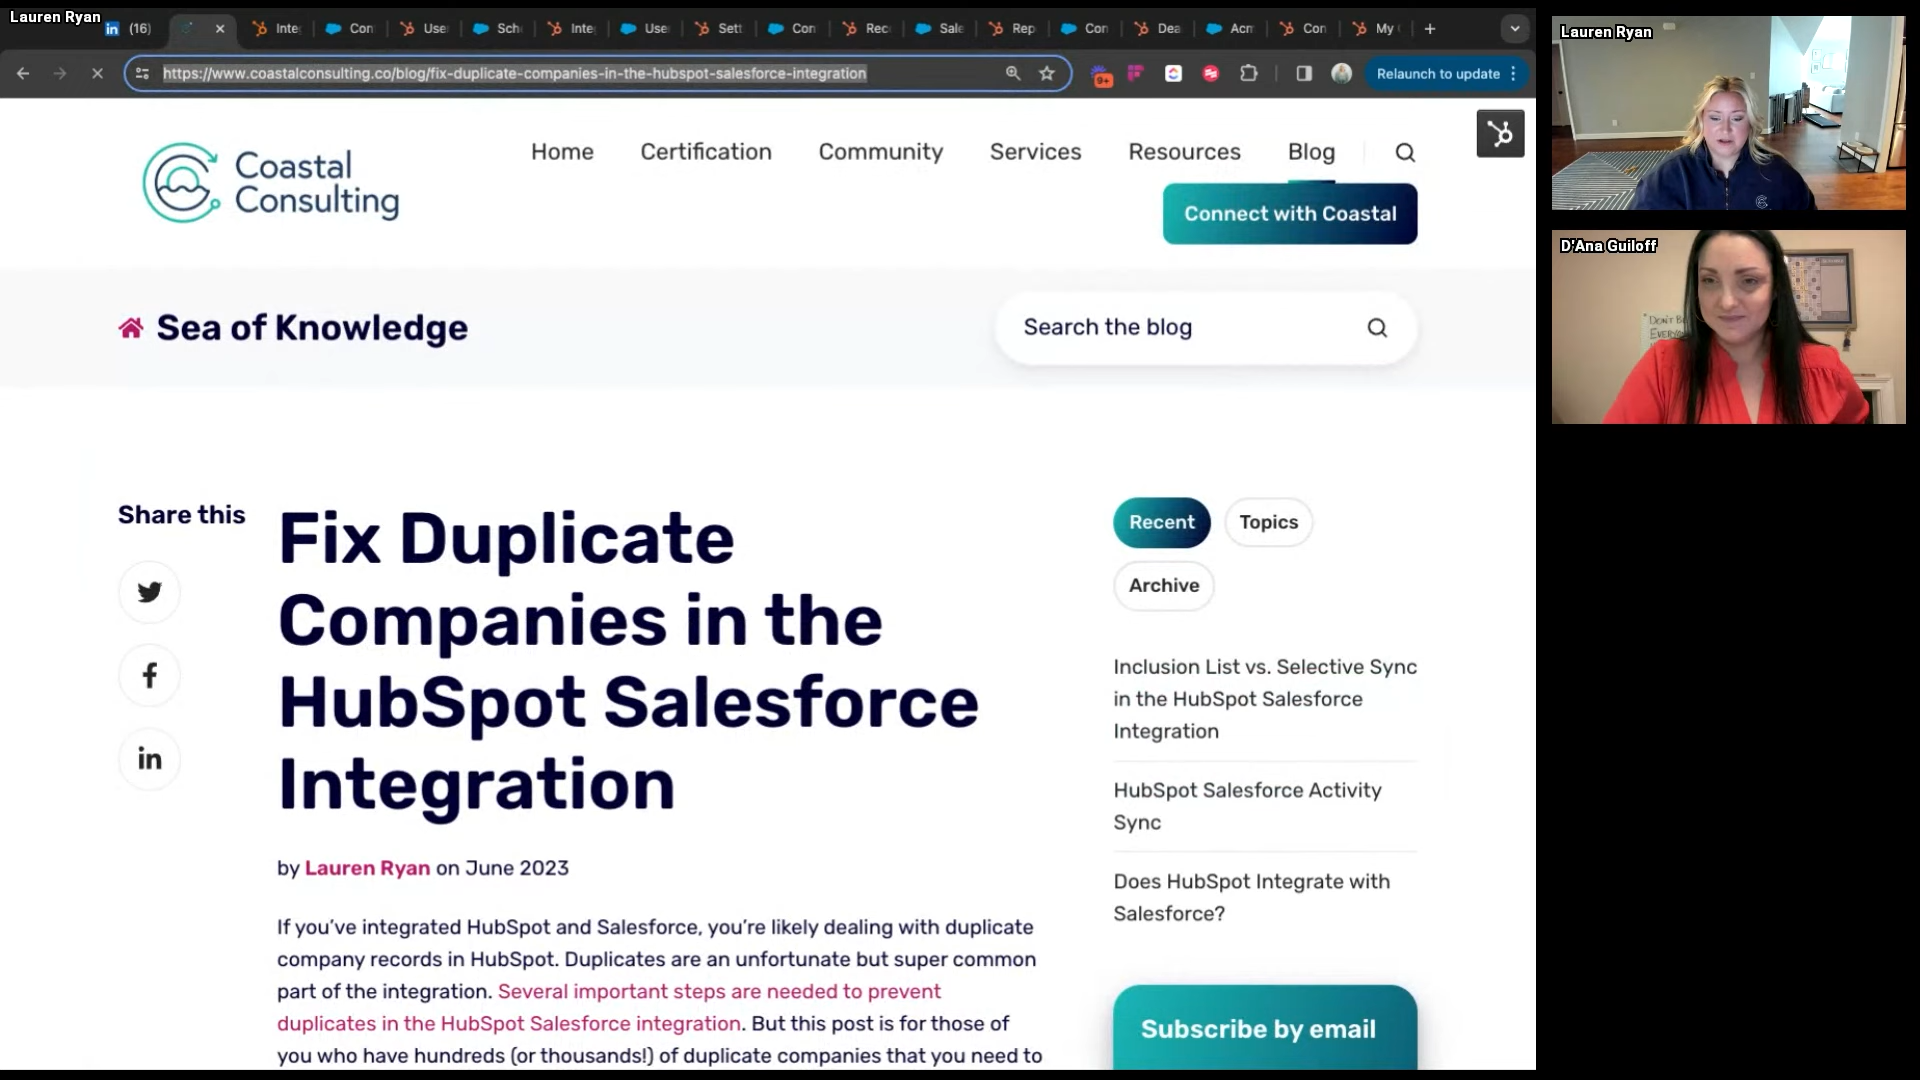 Lauren Ryan
(16)
Inte
Con
Use
Sch
Inte
Use
Sett
Con
Rec
Sale
Rep
Con
Dea
Acm
Con
My
https://www.coastalconsulting.co/blog/fix-duplicate-companies-in-the-hubspot-salesforce-integration
9+
Relaunch to update
Coastal
Consulting
Home
Certification
Community
Services
Resources
Blog
Connect with Coastal
Sea of Knowledge
Search the blog
Share this
Fix Duplicate
Companies in the
HubSpot Salesforce
Integration
by Lauren Ryan on June 2023
If you've integrated HubSpot and Salesforce, you're likely dealing with duplicate
company records in HubSpot. Duplicates are an unfortunate but super common
part of the integration. Several important steps are needed to prevent
duplicates in the HubSpot Salesforce integration. But this post is for those of
you who have hundreds (or thousands!) of duplicate companies that you need to
Recent
Topics
Archive
Inclusion List vs. Selective Sync
in the HubSpot Salesforce
Integration
HubSpot Salesforce Activity
Sync
Does HubSpot Integrate with
Salesforce?
Subscribe by email
Lauren Ryan
D'Ana Guiloff